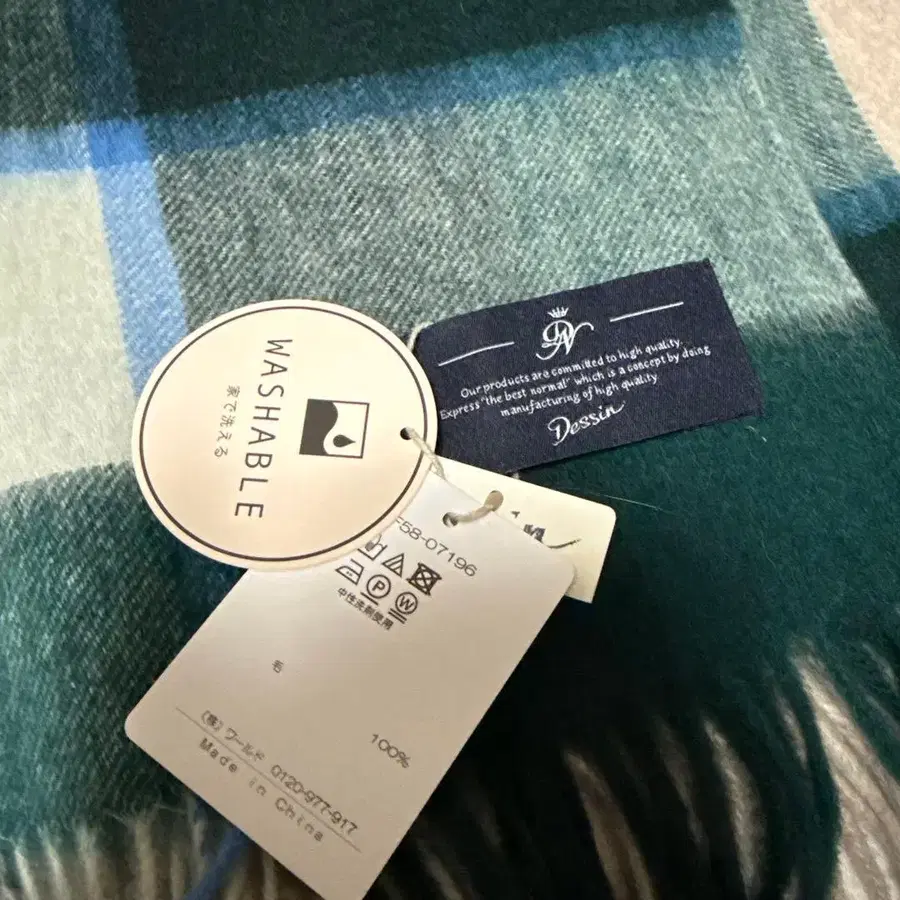 WASHABLE
家で洗える
Our products are committed to high quality.
Express "the best normal" which is a concept by doing
manufacturing of high quality
Dessin
F58-07196
P W
中性洗剤使用
毛
100%
(株)ワールド 0120-977-917
Made in China